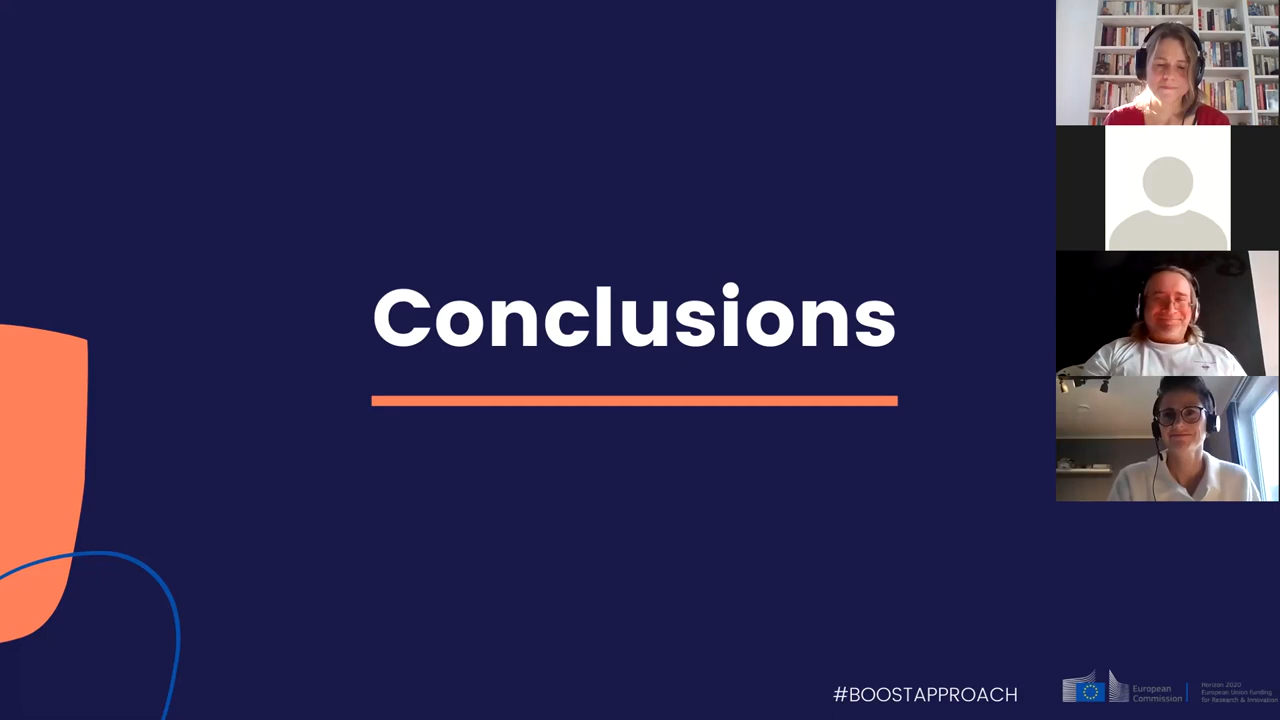 Conclusions
#BOOSTAPPROACH
European
Commission
Horizon 2020
European Union funding
for Research & Innovation